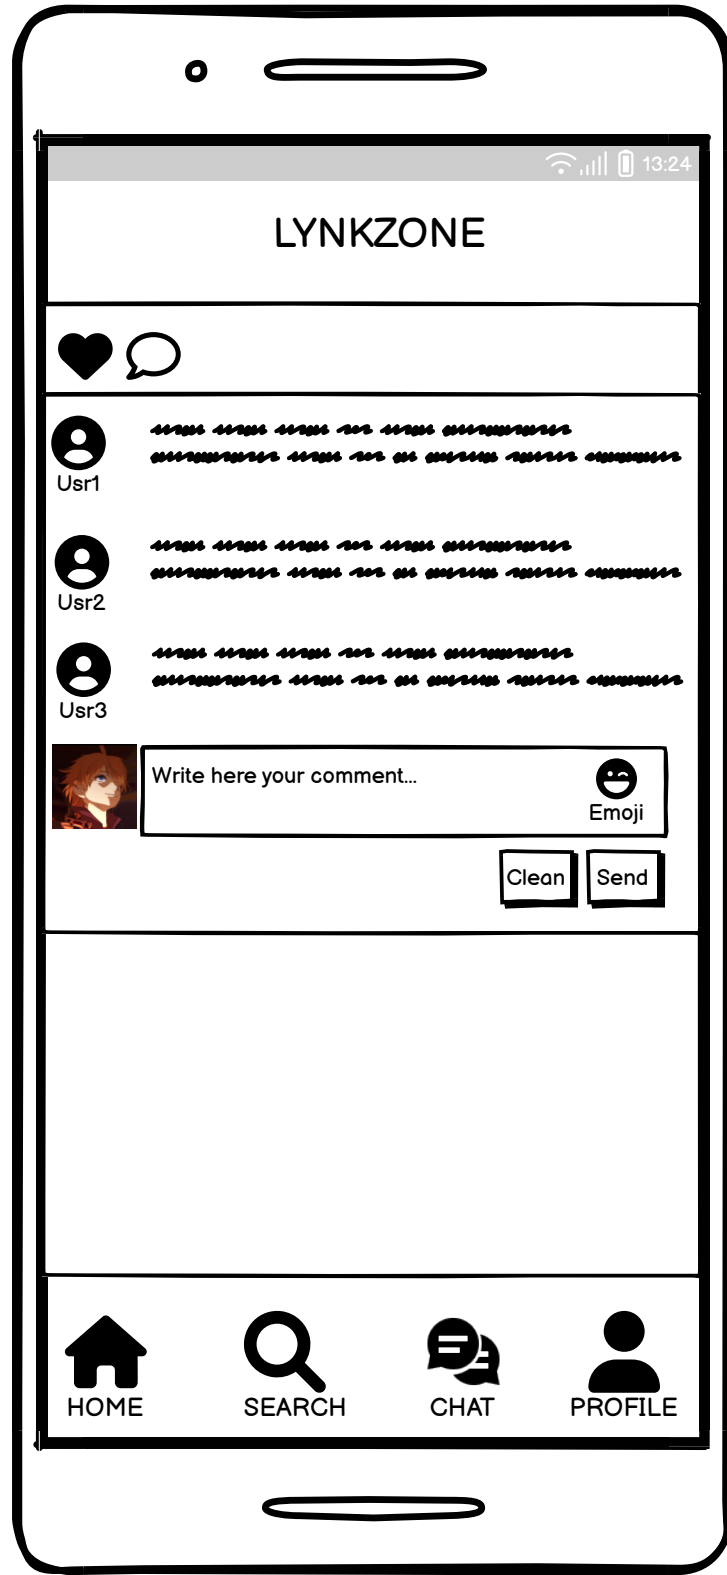 13:24
LYNKZONE
Usr1
Usr2
Usr3
Write here your comment...
Emoji
Clean Send
HOME SEARCH CHAT PROFILE